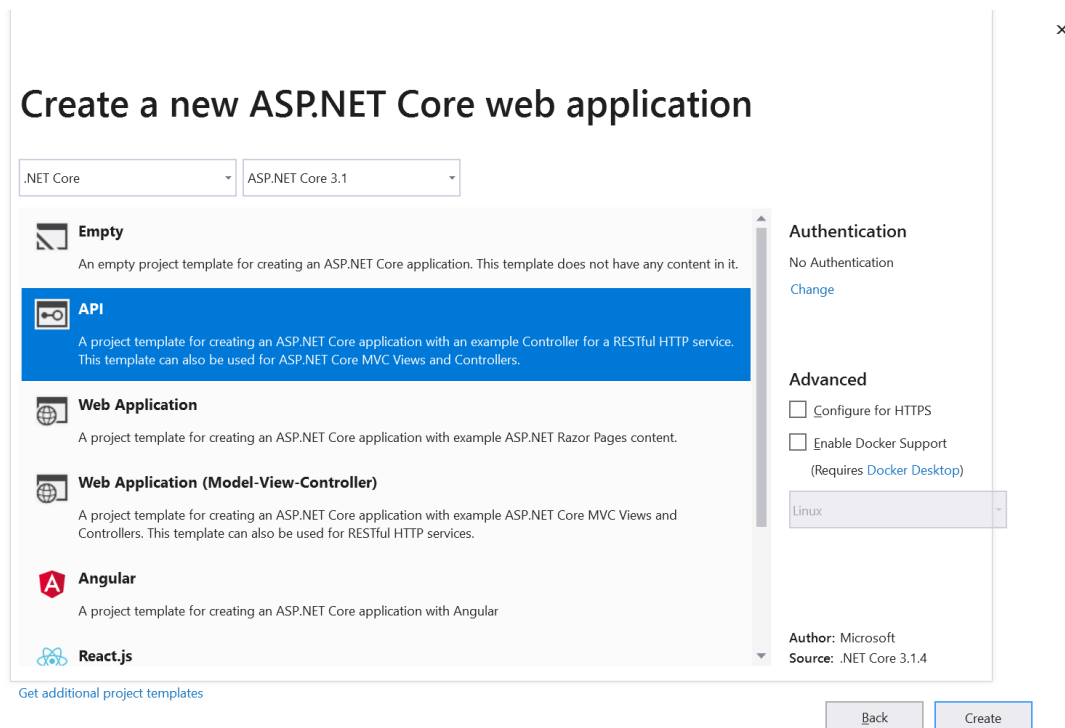 Create a new ASP.NET Core web application
.NET Core
ASP.NET Core 3.1
Empty
An empty project template for creating an ASP.NET Core application. This template does not have any content in it.
API
A project template for creating an ASP.NET Core application with an example Controller for a RESTful HTTP service.
This template can also be used for ASP.NET Core MVC Views and Controllers.
Web Application
A project template for creating an ASP.NET Core application with example ASP.NET Razor Pages content.
Web Application (Model-View-Controller)
A project template for creating an ASP.NET Core application with example ASP.NET Core MVC Views and
Controllers. This template can also be used for RESTful HTTP services.
Angular
A project template for creating an ASP.NET Core application with Angular
React.js
Authentication
No Authentication
Change
Advanced
Configure for HTTPS
Enable Docker Support
(Requires Docker Desktop)
Linux
Author: Microsoft
Source: .NET Core 3.1.4
Get additional project templates
Back
Create